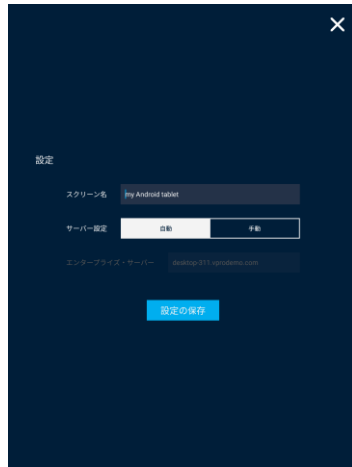 設定
スクリーン名 my Android tablet
サーバー設定 自動 手動
エンタープライズ・サーバー desktop-311.vprodemo.com
設定の保存